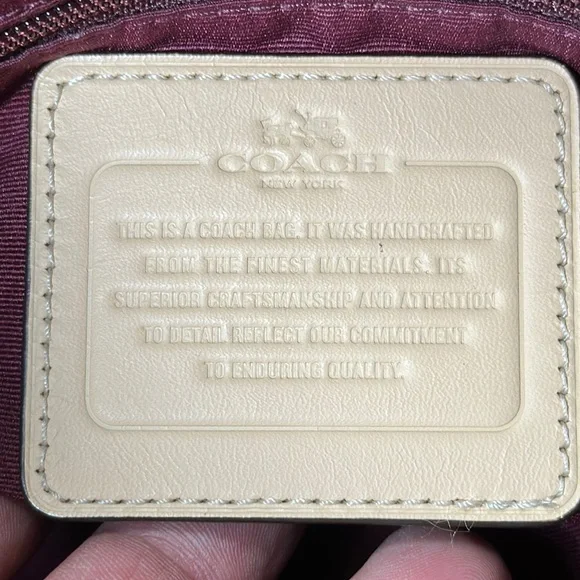 COACH
NEW YORK
THIS IS A COACH BAG. IT WAS HANDCRAFTED
FROM THE FINEST MATERIALS. ITS
SUPERIOR CRAFTSMANSHIP AND ATTENTION
TO DETAIL REFLECT OUR COMMITMENT
TO ENDURING QUALITY.